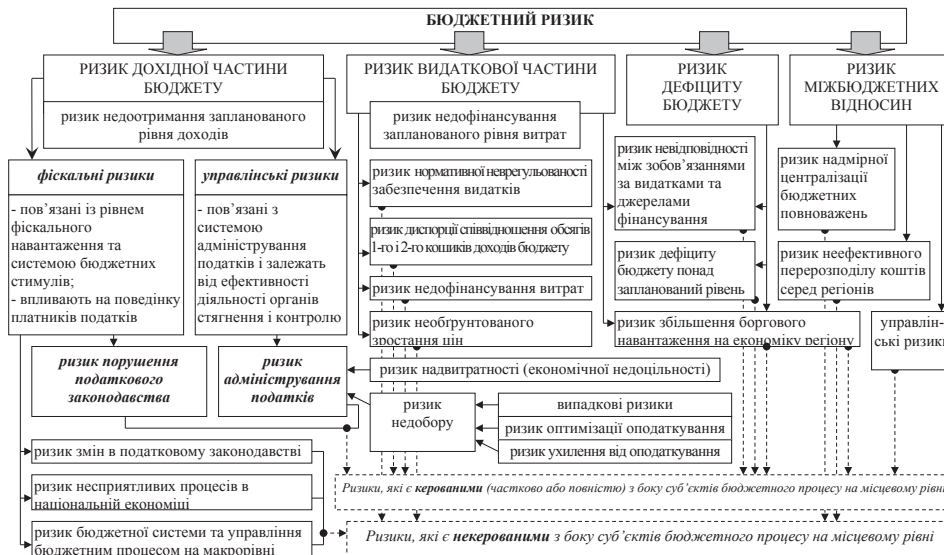 БЮДЖЕТНИЙ РИЗИК
РИЗИК ДОХІДНОЇ ЧАСТИНИ
БЮДЖЕТУ
ризик недоотримання запланованого
рівня доходів
РИЗИК ВИДАТКОВОЇ ЧАСТИНИ
БЮДЖЕТУ
ризик недофінансування
запланованого рівня витрат
РИЗИК
ДЕФІЦИТУ
БЮДЖЕТУ
РИЗИК
МІЖБЮДЖЕТНИХ
ВІДНОСИН
фіскальні ризики
- пов’язані із рівнем
фіскального
навантаження та
системою бюджетних
стимулів;
- впливають на поведінку
платників податків
управлінські ризики
- пов’язані з
системою
адміністрування
податків і залежать
від ефективності
діяльності органів
стягнення і контролю
ризик нормативної неврегульованості
забезпечення видатків
ризик диспорції співвідношення обсягів
1-го і 2-го кошиків доходів бюджету
ризик недофінансування витрат
ризик необґрунтованого
зростання цін
ризик невідповідності
між зобов’язаннями
за видатками та
джерелами
фінансування
ризик дефіциту
бюджету понад
запланований рівень
ризик збільшення боргового
навантаження на економіку регіону
ризик надмірної
централізації
бюджетних
повноважень
ризик неефективного
перерозподілу коштів
серед регіонів
управлін-
ські ризики
ризик порушення
податкового
законодавства
ризик
адміністрування
податків
ризик надвитратності (економічної недоцільності)
ризик
недобору
випадкові ризики
ризик оптимізації оподаткування
ризик ухилення від оподаткування
ризик змін в податковому законодавстві
ризик несприятливих процесів в
національній економіці
ризик бюджетної системи та управління
бюджетним процесом на макрорівні
Ризики, які є керованими (частково або повністю) з боку суб’єктів бюджетного процесу на місцевому рівні
Ризики, які є некерованими з боку суб’єктів бюджетного процесу на місцевому рівні